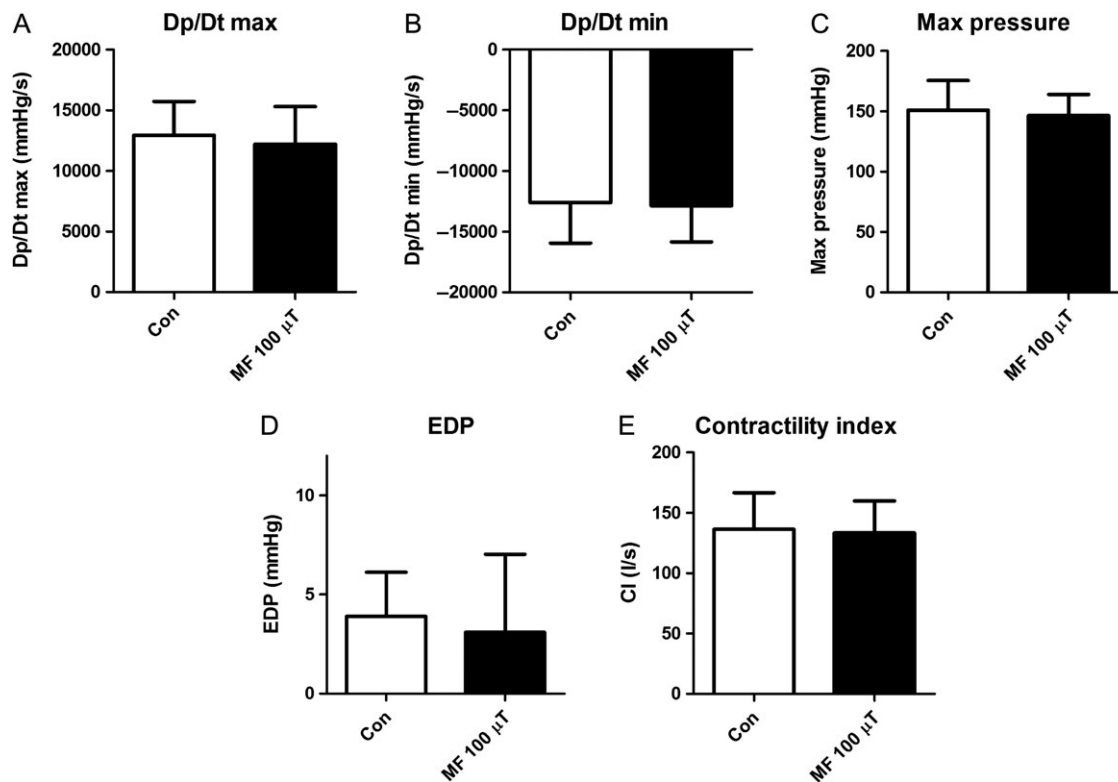 A
Dp/Dt max
Dp/Dt max (mmHg/s)
20000
15000
10000
5000
0
Con
MF 100 μT
B
Dp/Dt min
Dp/Dt min (mmHg/s)
0
–5000
–10000
–15000
–20000
Con
MF 100 μT
C
Max pressure
Max pressure (mmHg)
200
150
100
50
0
Con
MF 100 μT
D
EDP
EDP (mmHg)
10
5
0
Con
MF 100 μT
E
Contractility index
CI (I/s)
200
150
100
50
0
Con
MF 100 μT